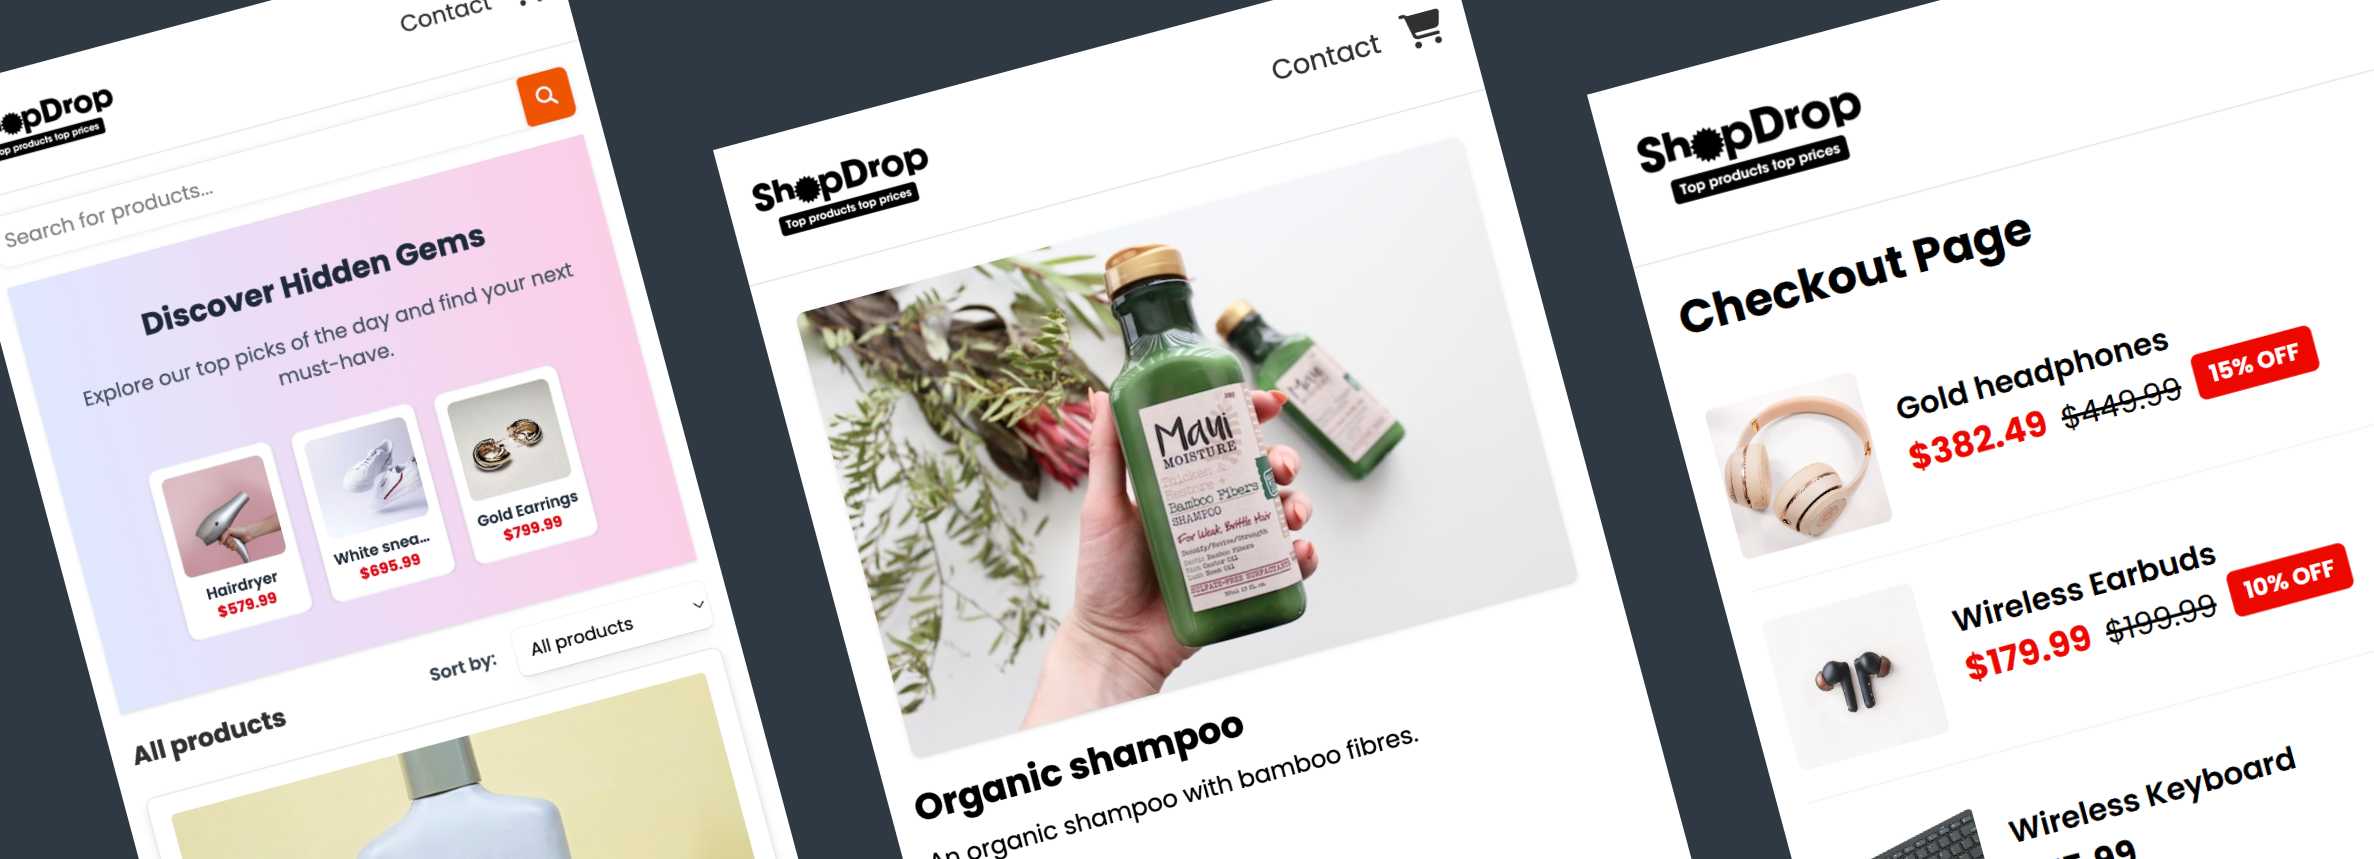 Contact
pDrop
top products top prices
Search for products...
Discover Hidden Gems
Explore our top picks of the day and find your next
must-have.
Hairdryer
$579.99
White snea...
$695.99
Gold Earrings
$799.99
Sort by:
All products
All products
Contact
ShopDrop
Top products top prices
Maui
MOISTURE
Thicken &
Restore +
Bamboo Fibers
SHAMPOO
For Weak, Brittle Hair
Maui
Organic shampoo
An organic shampoo with bamboo fibres.
ShopDrop
Top products top prices
Checkout Page
Gold headphones
$382.49 $449.99 15% OFF
Wireless Earbuds
$179.99 $199.99 10% OFF
Wireless Keyboard
.99